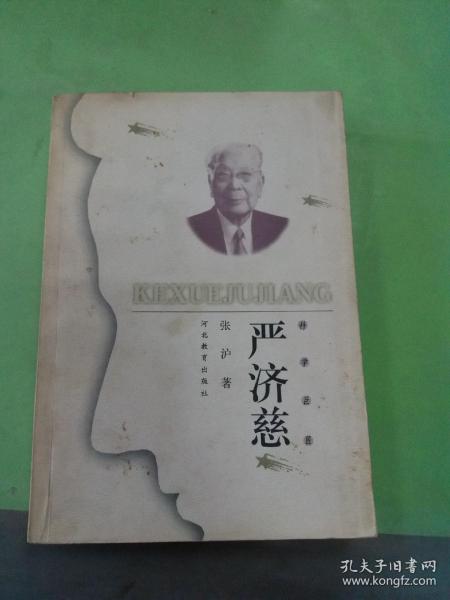 KEXUEJUJIANG
科学巨匠
严济慈
张沪 著
河北教育出版社
孔夫子旧书网
www.kongfz.com